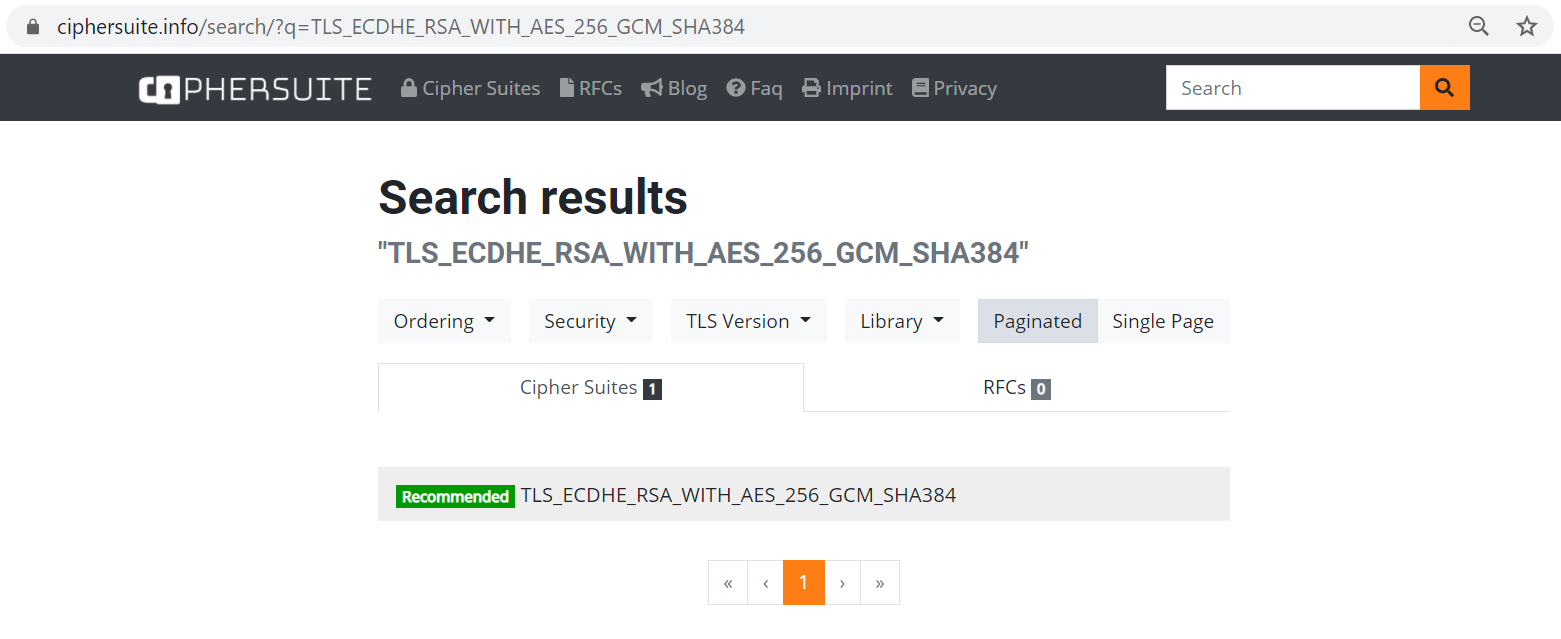 ciphersuite.info/search/?q=TLS_ECDHE_RSA_WITH_AES_256_GCM_SHA384
CIPHERSUITE Cipher Suites RFCs Blog Faq Imprint Privacy Search
Search results
"TLS_ECDHE_RSA_WITH_AES_256_GCM_SHA384"
Ordering Security TLS Version Library Paginated Single Page
Cipher Suites 1 RFCs 0
Recommended TLS_ECDHE_RSA_WITH_AES_256_GCM_SHA384
« ‹ 1 › »